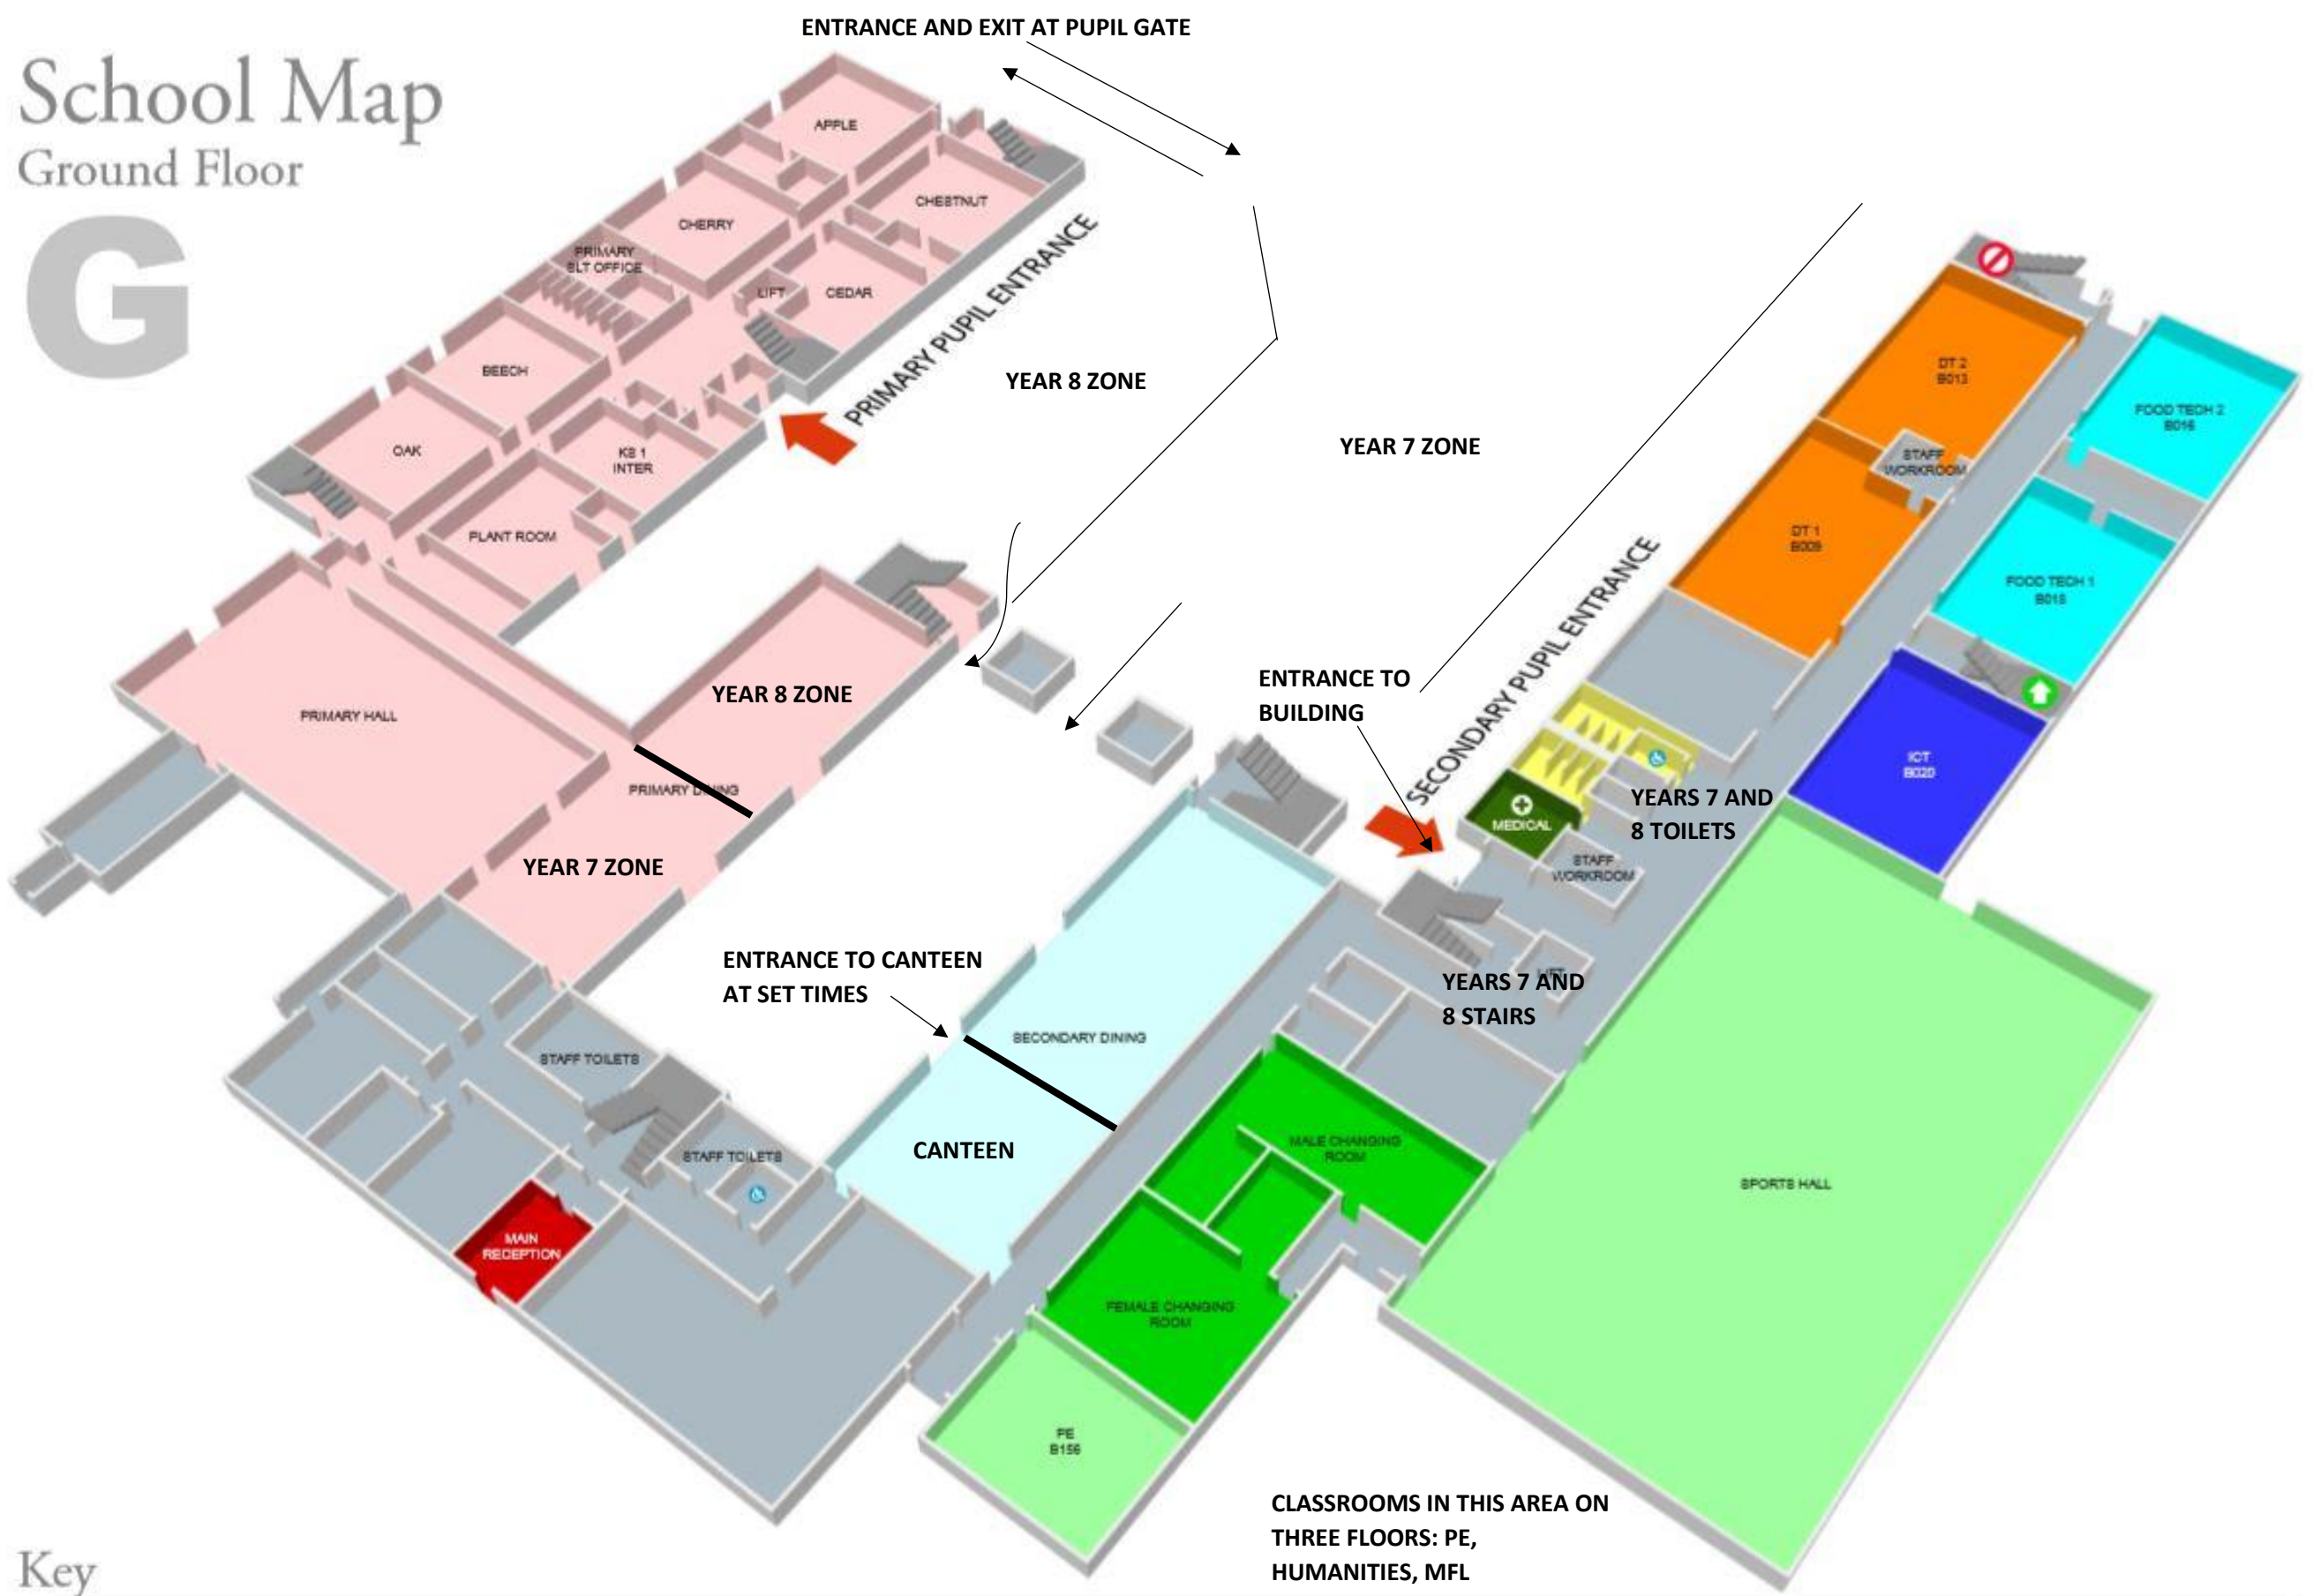 ENTRANCE AND EXIT AT PUPIL GATE
School Map
Ground Floor
G
APPLE
CHESTNUT
CHERRY
PRIMARY
SLT OFFICE
LIFT
CEDAR
PRIMARY PUPIL ENTRANCE
BEECH
OAK
KS 1
INTER
PLANT ROOM
YEAR 8 ZONE
YEAR 7 ZONE
DT 2
B013
FOOD TECH 2
B016
STAFF
WORKROOM
DT 1
B009
FOOD TECH 1
B018
SECONDARY PUPIL ENTRANCE
ENTRANCE TO
BUILDING
YEAR 8 ZONE
PRIMARY HALL
PRIMARY DINING
YEAR 7 ZONE
ICT
B020
YEARS 7 AND
8 TOILETS
MEDICAL
STAFF
WORKROOM
ENTRANCE TO CANTEEN
AT SET TIMES
LIFT
YEARS 7 AND
8 STAIRS
SECONDARY DINING
STAFF TOILETS
STAFF TOILETS
CANTEEN
MALE CHANGING
ROOM
SPORTS HALL
MAIN
RECEPTION
FEMALE CHANGING
ROOM
PE
B156
CLASSROOMS IN THIS AREA ON
THREE FLOORS: PE,
HUMANITIES, MFL
Key